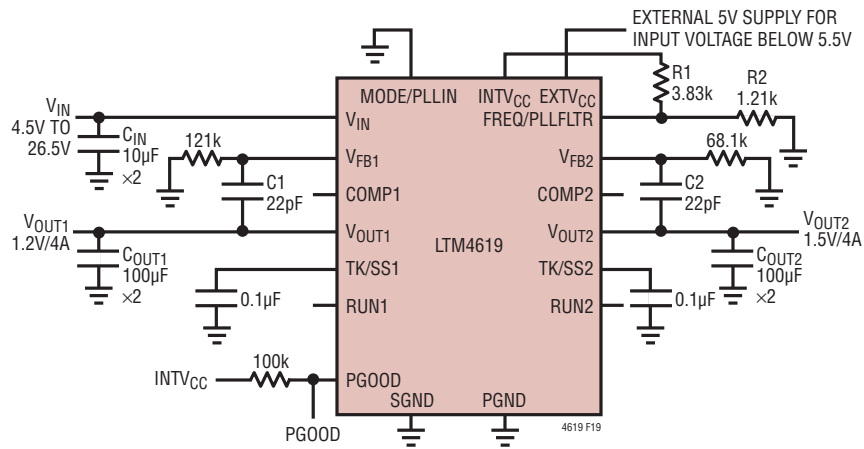 EXTERNAL 5V SUPPLY FOR
INPUT VOLTAGE BELOW 5.5V
R1
3.83k
R2
1.21k
MODE/PLLIN
INTVCC
EXTVCC
FREQ/PLLFLTR
VIN
4.5V TO
26.5V
CIN
10µF
×2
VIN
121k
VFB1
VFB2
68.1k
C1
22pF
COMP1
COMP2
C2
22pF
VOUT1
1.2V/4A
VOUT1
LTM4619
VOUT2
VOUT2
1.5V/4A
COUT1
100µF
×2
TK/SS1
TK/SS2
COUT2
100µF
×2
0.1µF
RUN1
RUN2
0.1µF
INTVCC
100k
PGOOD
PGOOD
SGND
PGND
4619 F19